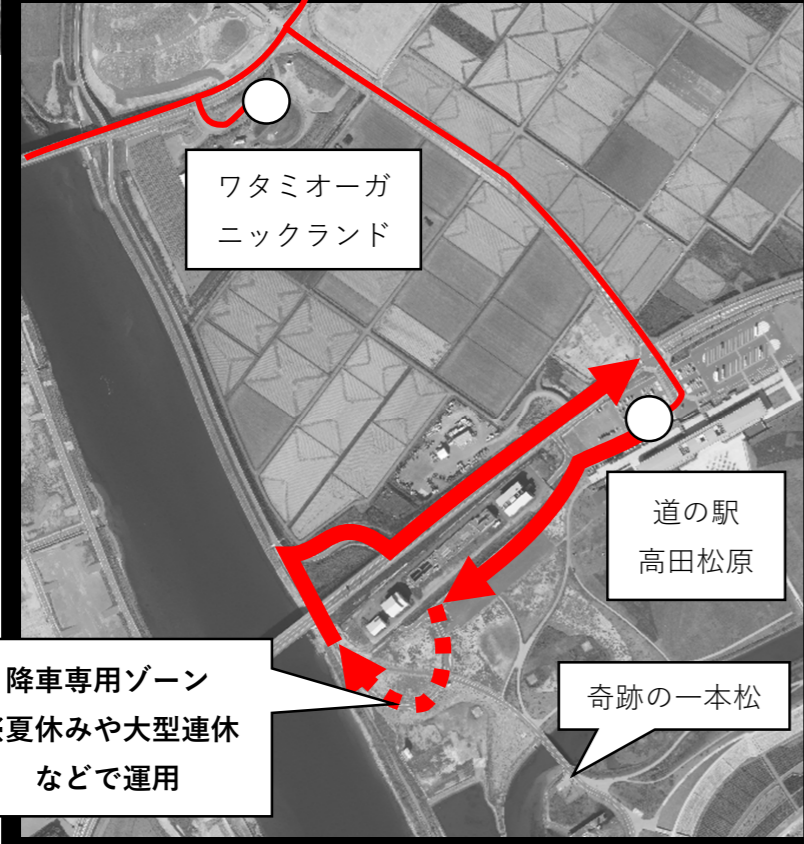 ワタミオーガ
ニックランド
道の駅
高田松原
奇跡の一本松
降車専用ゾーン
夏休みや大型連休
などで運用